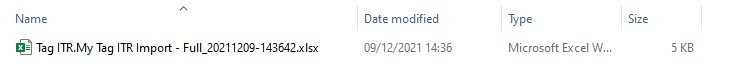 Name Date modified Type Size
Tag ITR.My Tag ITR Import - Full_20211209-143642.xlsx 09/12/2021 14:36 Microsoft Excel W... 5 KB